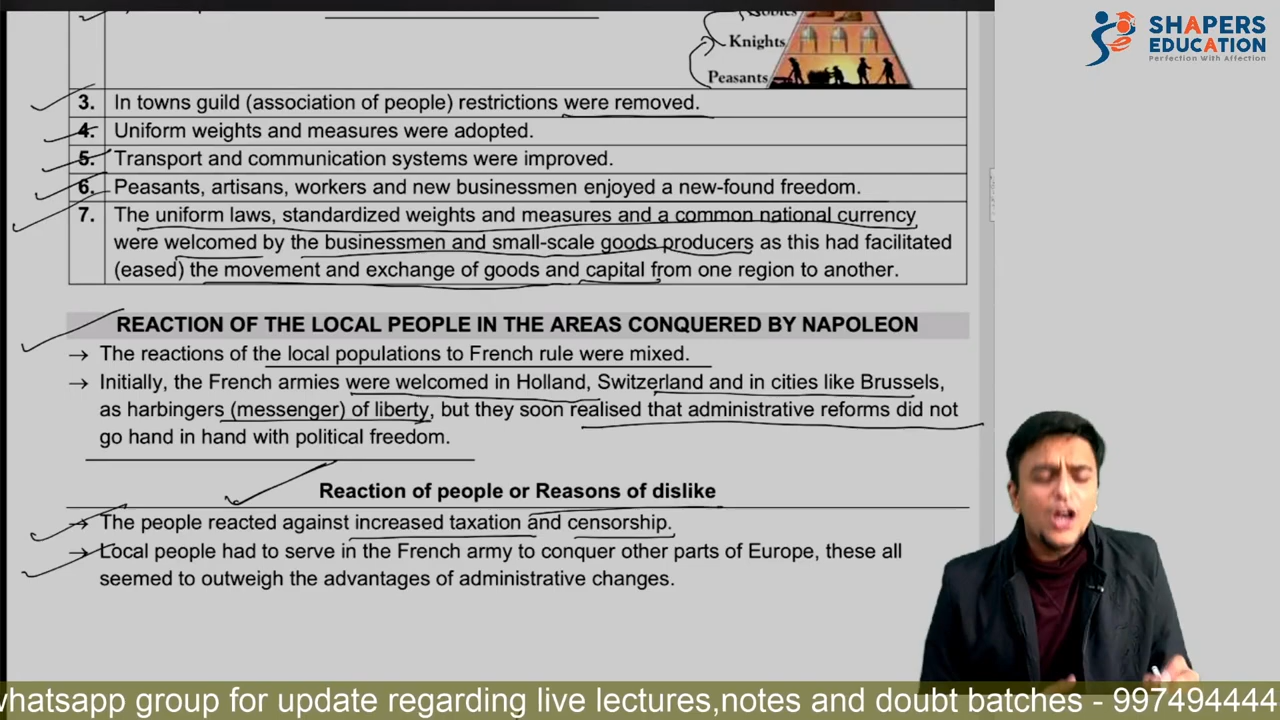 Knights
Peasants
SHAPERS
EDUCATION
Perfection With Affection
3. In towns guild (association of people) restrictions were removed.
4. Uniform weights and measures were adopted.
5. Transport and communication systems were improved.
6. Peasants, artisans, workers and new businessmen enjoyed a new-found freedom.
7. The uniform laws, standardized weights and measures and a common national currency
were welcomed by the businessmen and small-scale goods producers as this had facilitated
(eased) the movement and exchange of goods and capital from one region to another.
REACTION OF THE LOCAL PEOPLE IN THE AREAS CONQUERED BY NAPOLEON
→ The reactions of the local populations to French rule were mixed.
→ Initially, the French armies were welcomed in Holland, Switzerland and in cities like Brussels,
as harbingers (messenger) of liberty, but they soon realised that administrative reforms did not
go hand in hand with political freedom.
Reaction of people or Reasons of dislike
→ The people reacted against increased taxation and censorship.
→ Local people had to serve in the French army to conquer other parts of Europe, these all
seemed to outweigh the advantages of administrative changes.
whatsapp group for update regarding live lectures,notes and doubt batches - 997494444